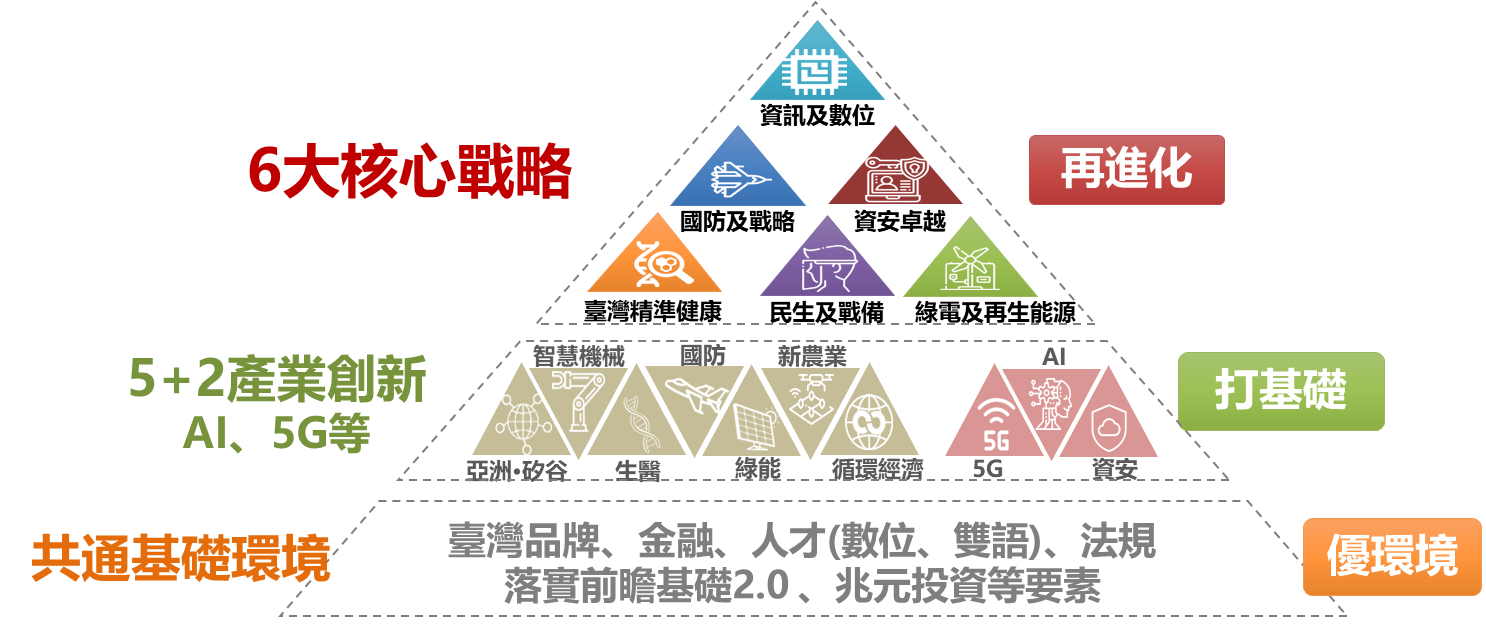 資訊及數位
6大核心戰略
再進化
國防及戰略
資安卓越
臺灣精準健康
民生及戰備
綠電及再生能源
智慧機械
國防
新農業
AI
5+2產業創新
AI、5G等
打基礎
5G
亞洲·矽谷
生醫
綠能
循環經濟
5G
資安
共通基礎環境
臺灣品牌、金融、人才(數位、雙語)、法規
落實前瞻基礎2.0、兆元投資等要素
優環境